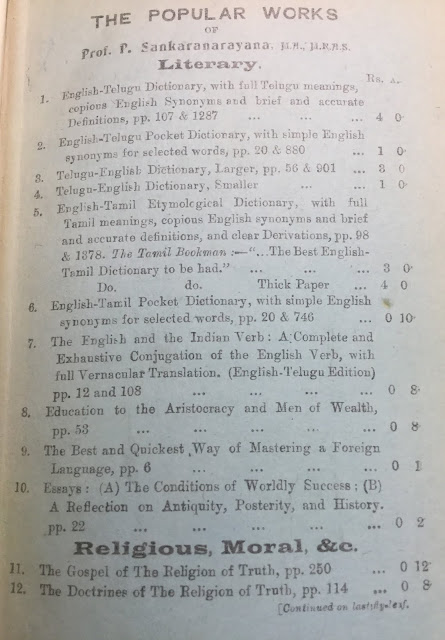 THE POPULAR WORKS
OF
Prof. P. Sankaranarayana, M.A., M.R.A.S.
Literary.
Rs. A.
1. English-Telugu Dictionary, with full Telugu meanings,
copious English Synonyms and brief and accurate
Definitions, pp. 107 & 1287 ... ... ... 4 0
2. English-Telugu Pocket Dictionary, with simple English
synonyms for selected words, pp. 20 & 880 ... 1 0
3. Telugu-English Dictionary, Larger, pp. 56 & 901 ... 3 0
4. Telugu-English Dictionary, Smaller ... ... 1 0
5. English-Tamil Etymological Dictionary, with full
Tamil meanings, copious English synonyms and brief
and accurate definitions, and clear Derivations, pp. 98
& 1378. The Tamil Bookman :—"...The Best English-
Tamil Dictionary to be had." ... ... ... 3 0
Do. do. Thick Paper ... 4 0
6. English-Tamil Pocket Dictionary, with simple English
synonyms for selected words, pp. 20 & 746 ... 0 10
7. The English and the Indian Verb : A Complete and
Exhaustive Conjugation of the English Verb, with
full Vernacular Translation. (English-Telugu Edition)
pp. 12 and 108 ... ... ... ... 0 8
8. Education to the Aristocracy and Men of Wealth,
pp. 53 ... ... ... ... ... 0 8
9. The Best and Quickest Way of Mastering a Foreign
Language, pp. 6 ... ... ... ... 0 1
10. Essays : (A) The Conditions of Worldly Success ; (B)
A Reflection on Antiquity, Posterity, and History.
pp. 22 ... ... ... ... ... 0 2
Religious, Moral, &c.
11. The Gospel of The Religion of Truth, pp. 250 ... 0 12
12. The Doctrines of The Religion of Truth, pp. 114 ... 0 8
[Continued on last fly-leaf.